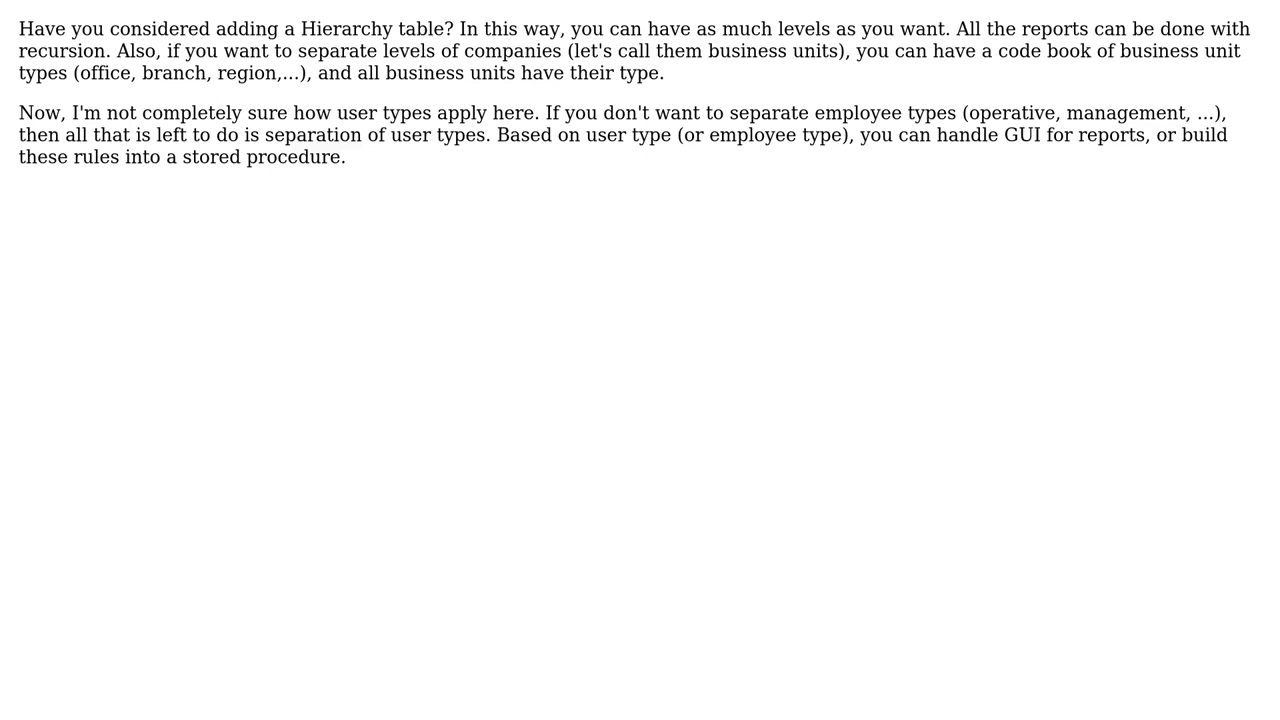 Have you considered adding a Hierarchy table? In this way, you can have as much levels as you want. All the reports can be done with
recursion. Also, if you want to separate levels of companies (let's call them business units), you can have a code book of business unit
types (office, branch, region,...), and all business units have their type.
Now, I'm not completely sure how user types apply here. If you don't want to separate employee types (operative, management, ...),
then all that is left to do is separation of user types. Based on user type (or employee type), you can handle GUI for reports, or build
these rules into a stored procedure.